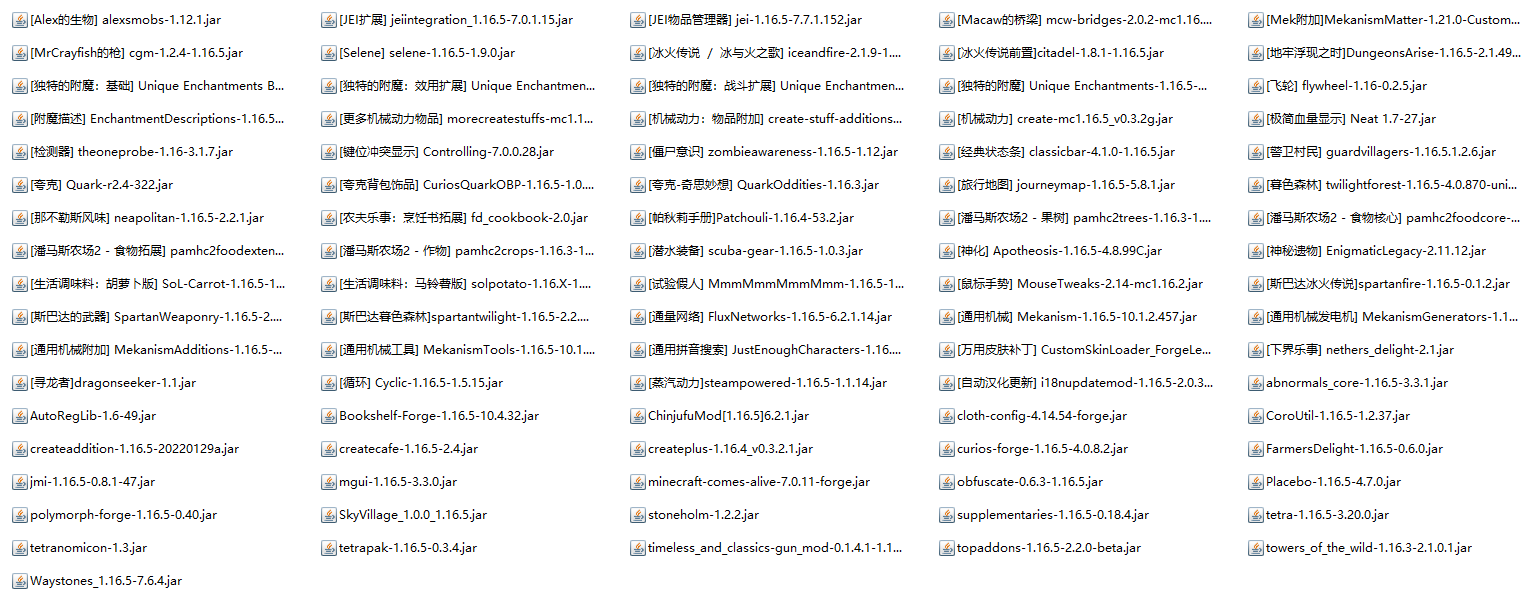 [Alex的生物] alexsmobs-1.12.1.jar
[JEI扩展] jeiintegration_1.16.5-7.0.1.15.jar
[JEI物品管理器] jei-1.16.5-7.7.1.152.jar
[Macaw的桥梁] mcw-bridges-2.0.2-mc1.16....
[Mek附加]MekanismMatter-1.21.0-Custom...
[MrCrayfish的枪] cgm-1.2.4-1.16.5.jar
[Selene] selene-1.16.5-1.9.0.jar
[冰火传说 / 冰与火之歌] iceandfire-2.1.9-1....
[冰火传说前置]citadel-1.8.1-1.16.5.jar
[地牢浮现之时]DungeonsArise-1.16.5-2.1.49...
[独特的附魔：基础] Unique Enchantments B...
[独特的附魔：效用扩展] Unique Enchantmen...
[独特的附魔：战斗扩展] Unique Enchantmen...
[独特的附魔] Unique Enchantments-1.16.5-...
[飞轮] flywheel-1.16-0.2.5.jar
[附魔描述] EnchantmentDescriptions-1.16.5...
[更多机械动力物品] morecreatestuffs-mc1.1...
[机械动力：物品附加] create-stuff-additions...
[机械动力] create-mc1.16.5_v0.3.2g.jar
[极简血量显示] Neat 1.7-27.jar
[检测器] theoneprobe-1.16-3.1.7.jar
[键位冲突显示] Controlling-7.0.0.28.jar
[僵尸意识] zombieawareness-1.16.5-1.12.jar
[经典状态条] classicbar-4.1.0-1.16.5.jar
[警卫村民] guardvillagers-1.16.5.1.2.6.jar
[夸克] Quark-r2.4-322.jar
[夸克背包饰品] CuriosQuarkOBP-1.16.5-1.0....
[夸克-奇思妙想] QuarkOddities-1.16.3.jar
[旅行地图] journeymap-1.16.5-5.8.1.jar
[暮色森林] twilightforest-1.16.5-4.0.870-uni...
[那不勒斯风味] neapolitan-1.16.5-2.2.1.jar
[农夫乐事：烹饪书拓展] fd_cookbook-2.0.jar
[帕秋莉手册]Patchouli-1.16.4-53.2.jar
[潘马斯农场2 - 果树] pamhc2trees-1.16.3-1....
[潘马斯农场2 - 食物核心] pamhc2foodcore-...
[潘马斯农场2 - 食物拓展] pamhc2foodexten...
[潘马斯农场2 - 作物] pamhc2crops-1.16.3-1...
[潜水装备] scuba-gear-1.16.5-1.0.3.jar
[神化] Apotheosis-1.16.5-4.8.99C.jar
[神秘遗物] EnigmaticLegacy-2.11.12.jar
[生活调味料：胡萝卜版] SoL-Carrot-1.16.5-1...
[生活调味料：马铃薯版] solpotato-1.16.X-1....
[试验假人] MmmMmmMmmMmm-1.16.5-1...
[鼠标手势] MouseTweaks-2.14-mc1.16.2.jar
[斯巴达冰火传说]spartanfire-1.16.5-0.1.2.jar
[斯巴达的武器] SpartanWeaponry-1.16.5-2....
[斯巴达暮色森林]spartantwilight-1.16.5-2.2....
[通量网络] FluxNetworks-1.16.5-6.2.1.14.jar
[通用机械] Mekanism-1.16.5-10.1.2.457.jar
[通用机械发电机] MekanismGenerators-1.1...
[通用机械附加] MekanismAdditions-1.16.5-...
[通用机械工具] MekanismTools-1.16.5-10.1....
[通用拼音搜索] JustEnoughCharacters-1.16....
[万用皮肤补丁] CustomSkinLoader_ForgeLe...
[下界乐事] nethers_delight-2.1.jar
[寻龙者]dragonseeker-1.1.jar
[循环] Cyclic-1.16.5-1.5.15.jar
[蒸汽动力]steampowered-1.16.5-1.1.14.jar
[自动汉化更新] i18nupdatemod-1.16.5-2.0.3...
abnormals_core-1.16.5-3.3.1.jar
AutoRegLib-1.6-49.jar
Bookshelf-Forge-1.16.5-10.4.32.jar
ChinjufuMod[1.16.5]6.2.1.jar
cloth-config-4.14.54-forge.jar
CoroUtil-1.16.5-1.2.37.jar
createaddition-1.16.5-20220129a.jar
createcafe-1.16.5-2.4.jar
createplus-1.16.4_v0.3.2.1.jar
curios-forge-1.16.5-4.0.8.2.jar
FarmersDelight-1.16.5-0.6.0.jar
jmi-1.16.5-0.8.1-47.jar
mgui-1.16.5-3.3.0.jar
minecraft-comes-alive-7.0.11-forge.jar
obfuscate-0.6.3-1.16.5.jar
Placebo-1.16.5-4.7.0.jar
polymorph-forge-1.16.5-0.40.jar
SkyVillage_1.0.0_1.16.5.jar
stoneholm-1.2.2.jar
supplementaries-1.16.5-0.18.4.jar
tetra-1.16.5-3.20.0.jar
tetranomicon-1.3.jar
tetrapak-1.16.5-0.3.4.jar
timeless_and_classics-gun_mod-0.1.4.1-1.1...
topaddons-1.16.5-2.2.0-beta.jar
towers_of_the_wild-1.16.3-2.1.0.1.jar
Waystones_1.16.5-7.6.4.jar